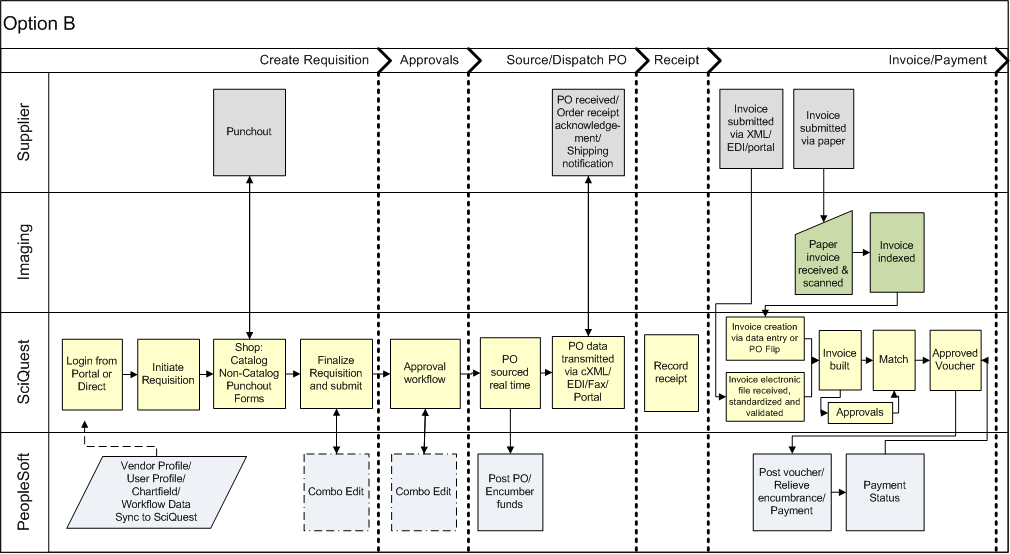 Option B
Create Requisition
Approvals
Source/Dispatch PO
Receipt
Invoice/Payment
Supplier
Punchout
PO received/
Order receipt
acknowledge-
ment/
Shipping
notification
Invoice
submitted
via XML/
EDI/portal
Invoice
submitted
via paper
Imaging
Paper
invoice
received &
scanned
Invoice
indexed
SciQuest
Login from
Portal or
Direct
Initiate
Requisition
Shop:
Catalog
Non-Catalog
Punchout
Forms
Finalize
Requisition
and submit
Approval
workflow
PO
sourced
real time
PO data
transmitted
via cXML/
EDI/Fax/
Portal
Record
receipt
Invoice creation
via data entry or
PO Flip
Invoice electronic
file received,
standardized and
validated
Invoice
built
Match
Approvals
Approved
Voucher
PeopleSoft
Vendor Profile/
User Profile/
Chartfield/
Workflow Data
Sync to SciQuest
Combo Edit
Combo Edit
Post PO/
Encumber
funds
Post voucher/
Relieve
encumbrance/
Payment
Payment
Status